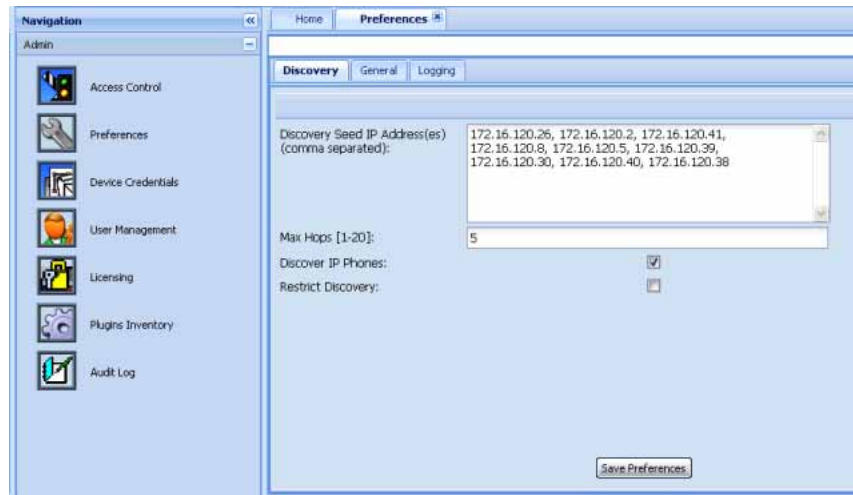 Navigation
Admin
Access Control
Preferences
Device Credentials
User Management
Licensing
Plugins Inventory
Audit Log
Home
Preferences
Discovery
General
Logging
Discovery Seed IP Address(es)
(comma separated):
172.16.120.26, 172.16.120.2, 172.16.120.41,
172.16.120.8, 172.16.120.5, 172.16.120.39,
172.16.120.30, 172.16.120.40, 172.16.120.38
Max Hops [1-20]:
5
Discover IP Phones:
Restrict Discovery:
Save Preferences